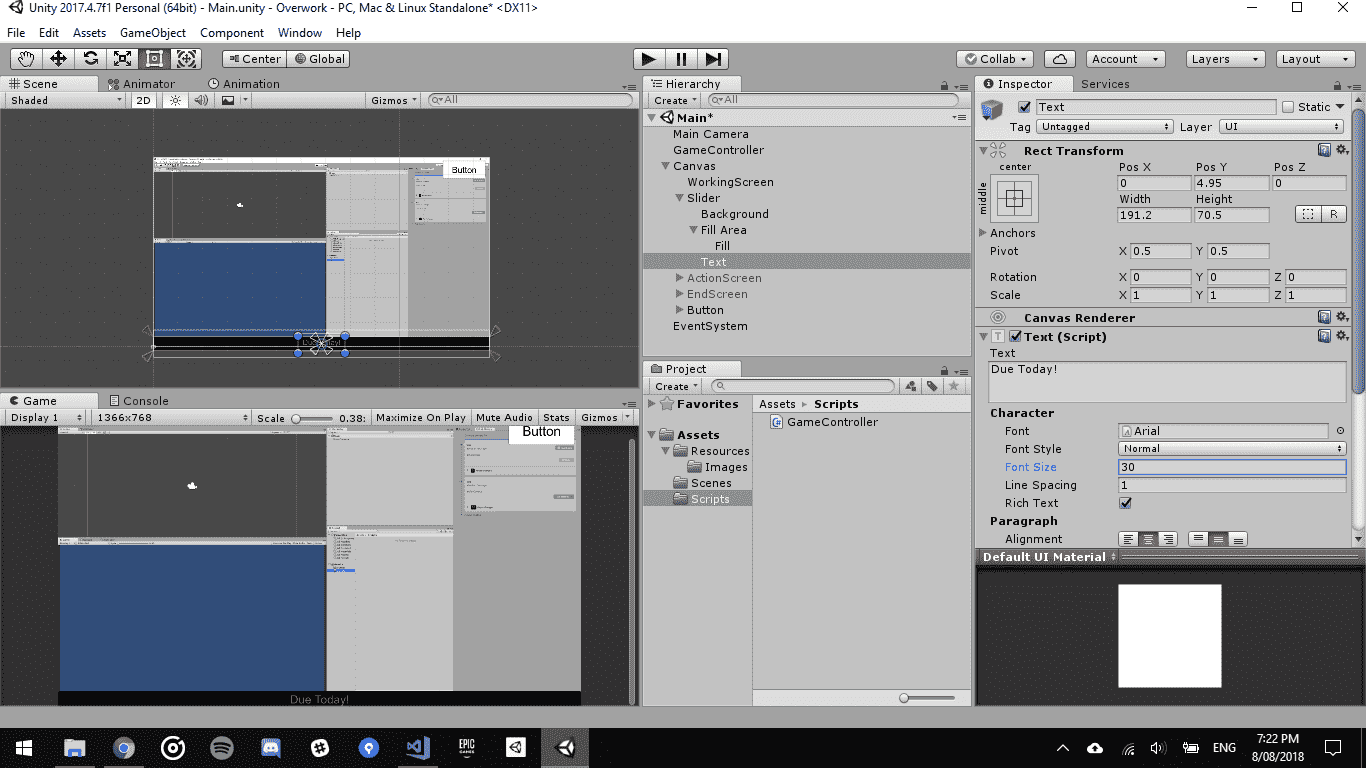 Unity 2017.4.7f1 Personal (64bit) - Main.unity - Overwork - PC, Mac & Linux Standalone* <DX11>
File Edit Assets GameObject Component Window Help
Center Global Collab Account Layers Layout
Scene Animator Animation
Shaded 2D Gizmos All
Button
Due Today!
Game Console
Display 1 1366x768 Scale 0.38: Maximize On Play Mute Audio Stats Gizmos
Button
Due Today!
Hierarchy
Create All
Main*
Main Camera
GameController
Canvas
WorkingScreen
Slider
Background
Fill Area
Fill
Text
ActionScreen
EndScreen
Button
EventSystem
Project
Create
Favorites
Assets
Resources
Images
Scenes
Scripts
Assets ▸ Scripts
GameController
Inspector Services
Text Static
Tag Untagged Layer UI
Rect Transform
center Pos X Pos Y Pos Z
middle 0 4.95 0
Width Height
191.2 70.5 R
Anchors
Pivot X 0.5 Y 0.5
Rotation X 0 Y 0 Z 0
Scale X 1 Y 1 Z 1
Canvas Renderer
Text (Script)
Text
Due Today!
Character
Font Arial
Font Style Normal
Font Size 30
Line Spacing 1
Rich Text
Paragraph
Alignment
Default UI Material
EPIC GAMES
ENG
7:22 PM
8/08/2018